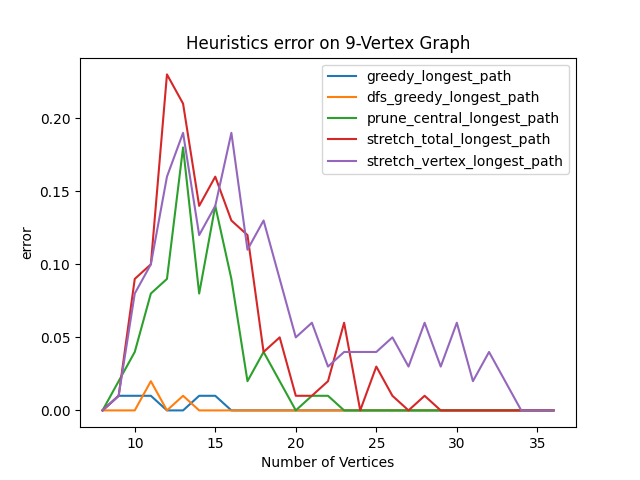 Heuristics error on 9-Vertex Graph
greedy_longest_path
dfs_greedy_longest_path
prune_central_longest_path
stretch_total_longest_path
stretch_vertex_longest_path
error
0.20
0.15
0.10
0.05
0.00
10 15 20 25 30 35
Number of Vertices